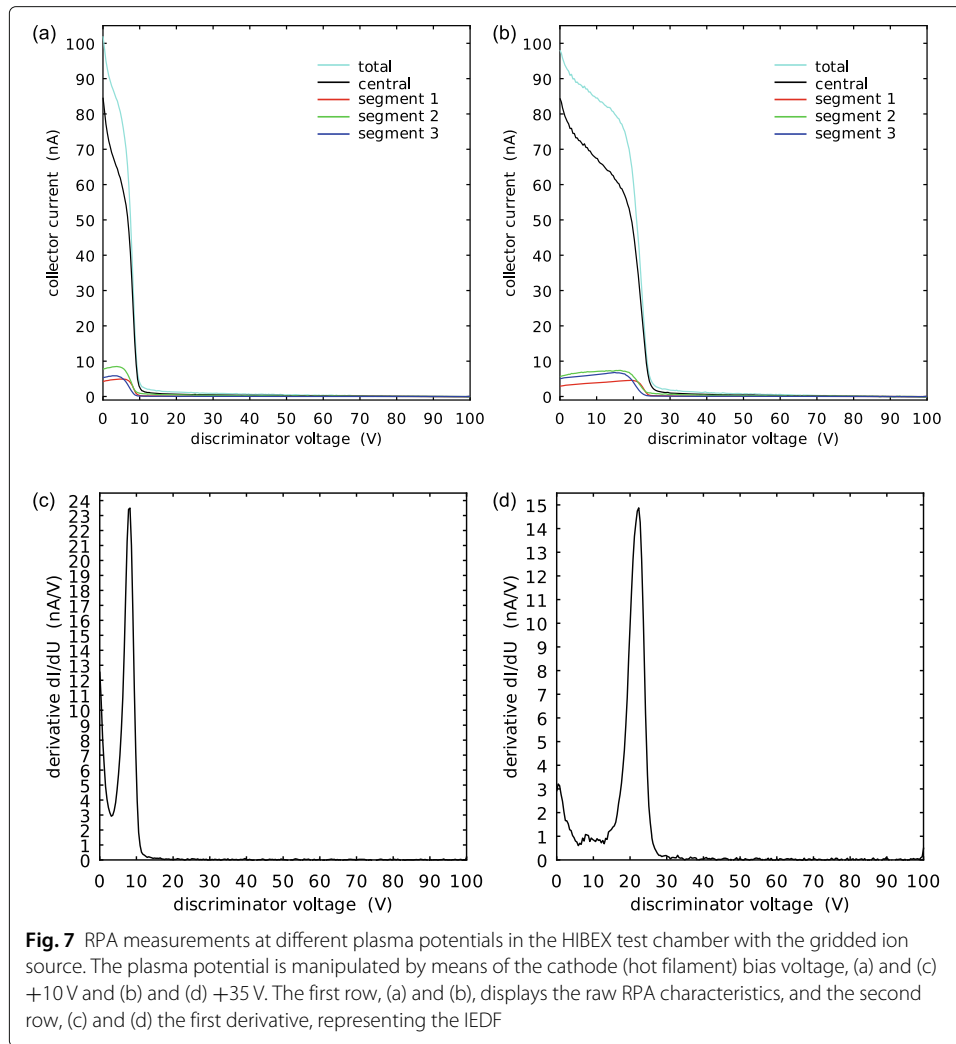 (a)
100
90
80
70
60
50
40
30
20
10
0
collector current (nA)
total
central
segment 1
segment 2
segment 3
0 10 20 30 40 50 60 70 80 90 100
discriminator voltage (V)
(b)
100
90
80
70
60
50
40
30
20
10
0
collector current (nA)
total
central
segment 1
segment 2
segment 3
0 10 20 30 40 50 60 70 80 90 100
discriminator voltage (V)
(c)
24
23
22
21
20
19
18
17
16
15
14
13
12
11
10
9
8
7
6
5
4
3
2
1
0
derivative dI/dU (nA/V)
0 10 20 30 40 50 60 70 80 90 100
discriminator voltage (V)
(d)
15
14
13
12
11
10
9
8
7
6
5
4
3
2
1
0
derivative dI/dU (nA/V)
0 10 20 30 40 50 60 70 80 90 100
discriminator voltage (V)
Fig. 7 RPA measurements at different plasma potentials in the HIBEX test chamber with the gridded ion
source. The plasma potential is manipulated by means of the cathode (hot filament) bias voltage, (a) and (c)
+10 V and (b) and (d) +35 V. The first row, (a) and (b), displays the raw RPA characteristics, and the second
row, (c) and (d) the first derivative, representing the IEDF